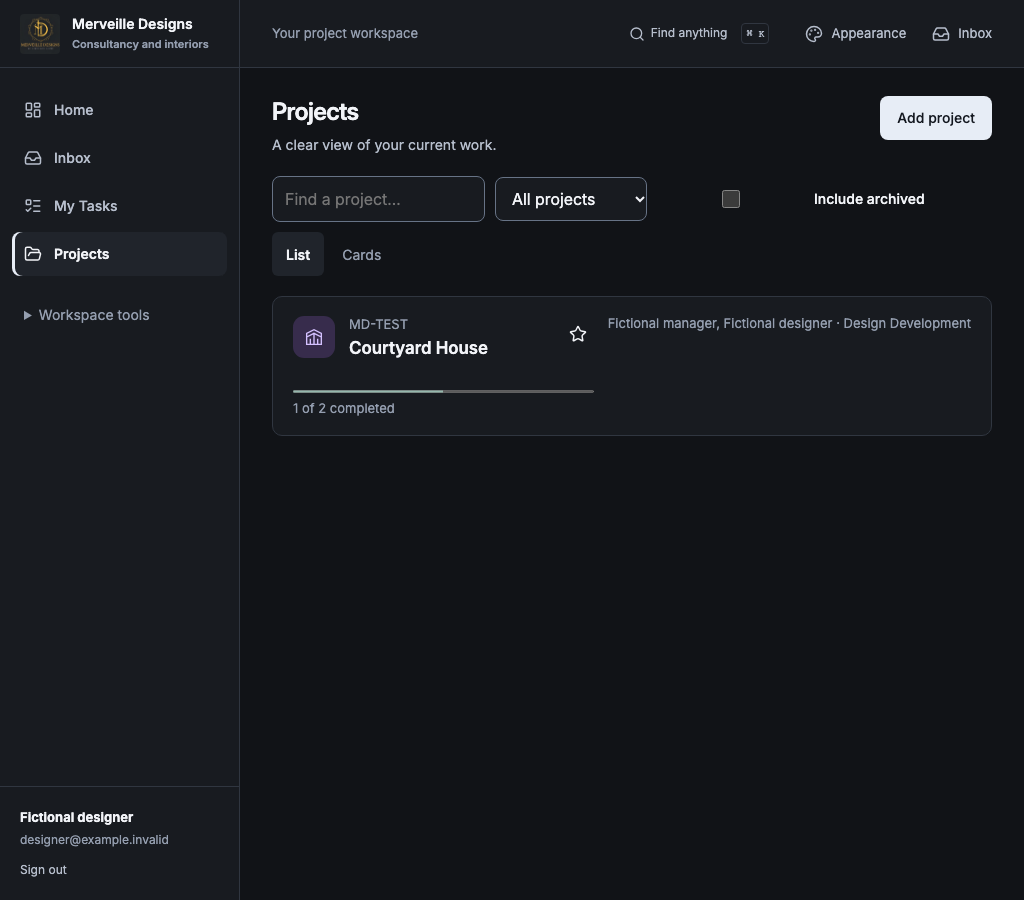 Merveille Designs
Consultancy and interiors
Your project workspace
Find anything
⌘ K
Appearance
Inbox
Home
Inbox
My Tasks
Projects
Workspace tools
Projects
A clear view of your current work.
Add project
Find a project...
All projects
Include archived
List
Cards
MD-TEST
Courtyard House
Fictional manager, Fictional designer · Design Development
1 of 2 completed
Fictional designer
designer@example.invalid
Sign out